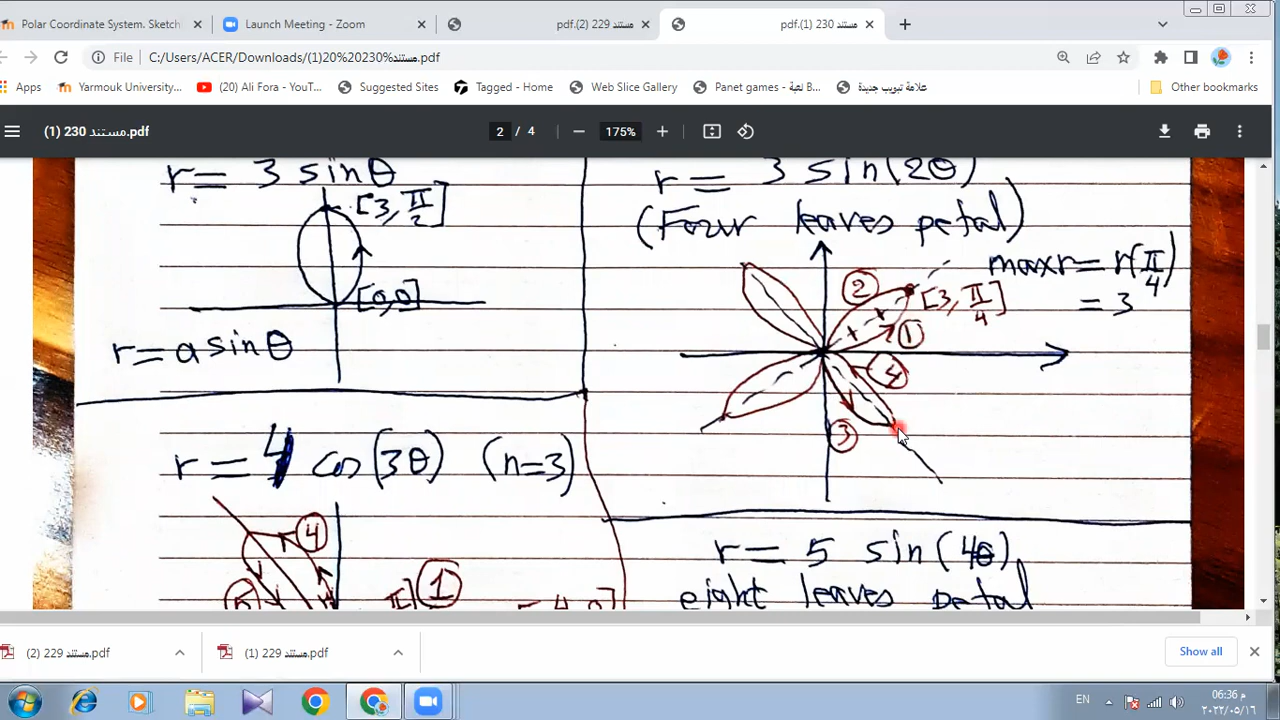 Polar Coordinate System. Sketch
Launch Meeting - Zoom
مستند 229 (2).pdf
مستند 230 (1).pdf
File
C:/Users/ACER/Downloads/(1)20%20230%مستند.pdf
Apps
Yarmouk University...
(20) Ali Fora - YouT...
Suggested Sites
Tagged - Home
Web Slice Gallery
Panet games - لعبة B...
علامة تبويب جديدة
Other bookmarks
(1) 230 مستند.pdf
2 / 4
175%
r = 3 sinθ
[3, π/2]
[0,0]
r = a sinθ
r = 3 sin(2θ)
(Four leaves petal)
max r = r(π/4)
= 3
[3, π/4]
2
1
4
3
r = 4 cos(3θ) (n=3)
4
1
r = 5 sin(4θ)
eight leaves petal
(2) 229 مستند.pdf
(1) 229 مستند.pdf
Show all
EN
06:36 م
٢٠٢٢/٠٥/١٦